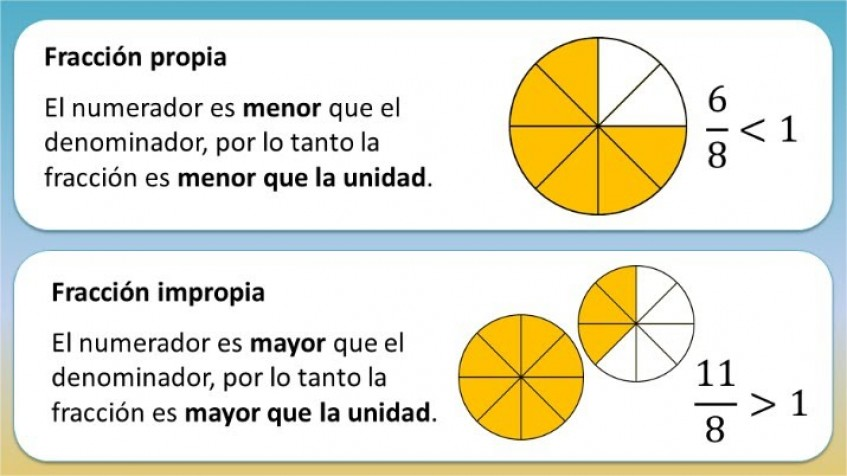 Fracción propia
El numerador es menor que el
denominador, por lo tanto la
fracción es menor que la unidad.
6/8 < 1
Fracción impropia
El numerador es mayor que el
denominador, por lo tanto la
fracción es mayor que la unidad.
11/8 > 1